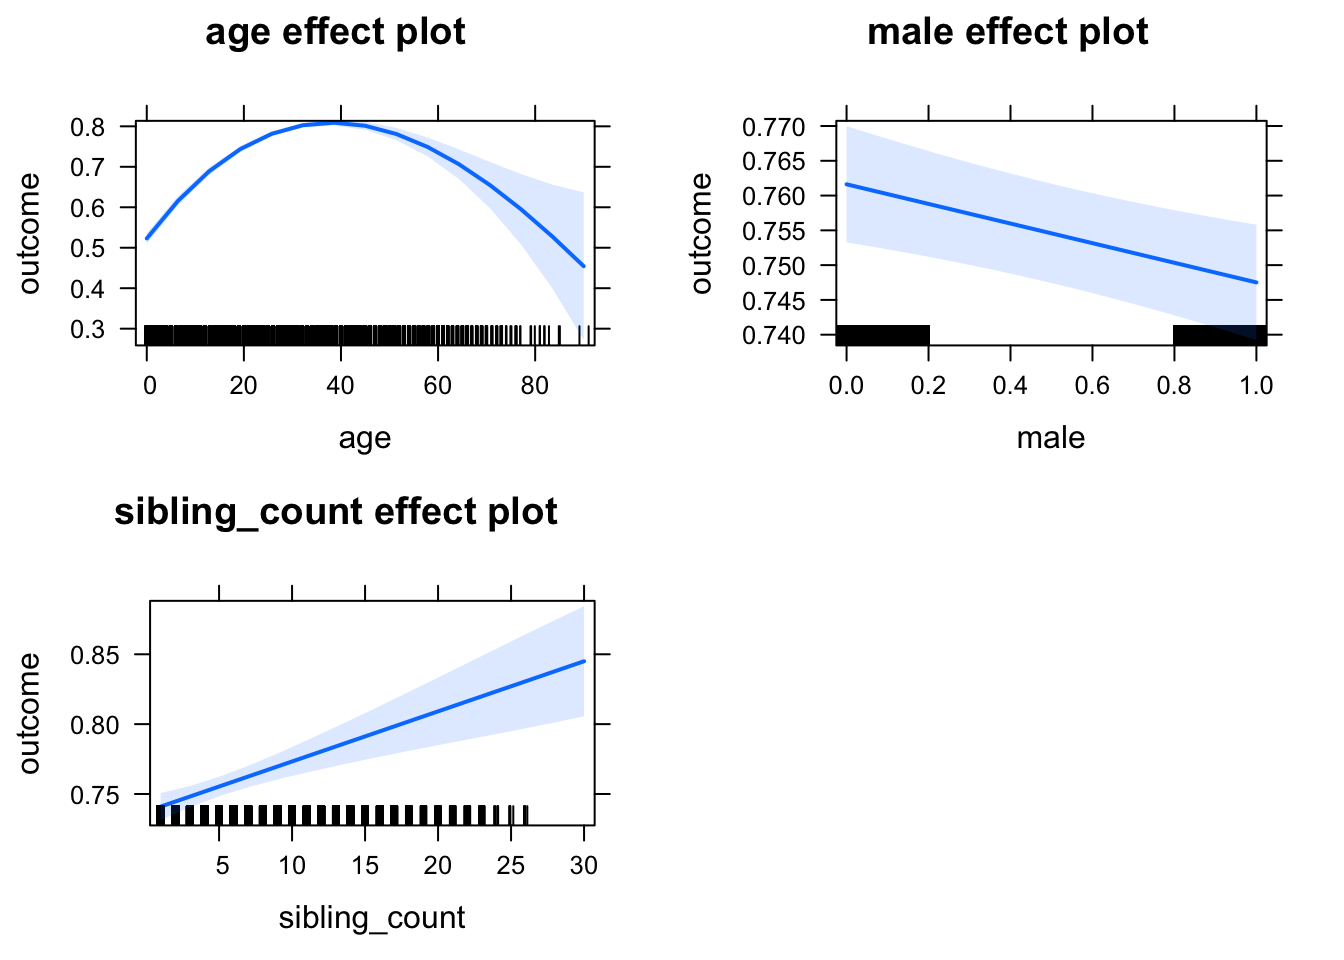 age effect plot
outcome
0.8
0.7
0.6
0.5
0.4
0.3
0 20 40 60 80
age
male effect plot
outcome
0.770
0.765
0.760
0.755
0.750
0.745
0.740
0.0 0.2 0.4 0.6 0.8 1.0
male
sibling_count effect plot
outcome
0.85
0.80
0.75
5 10 15 20 25 30
sibling_count